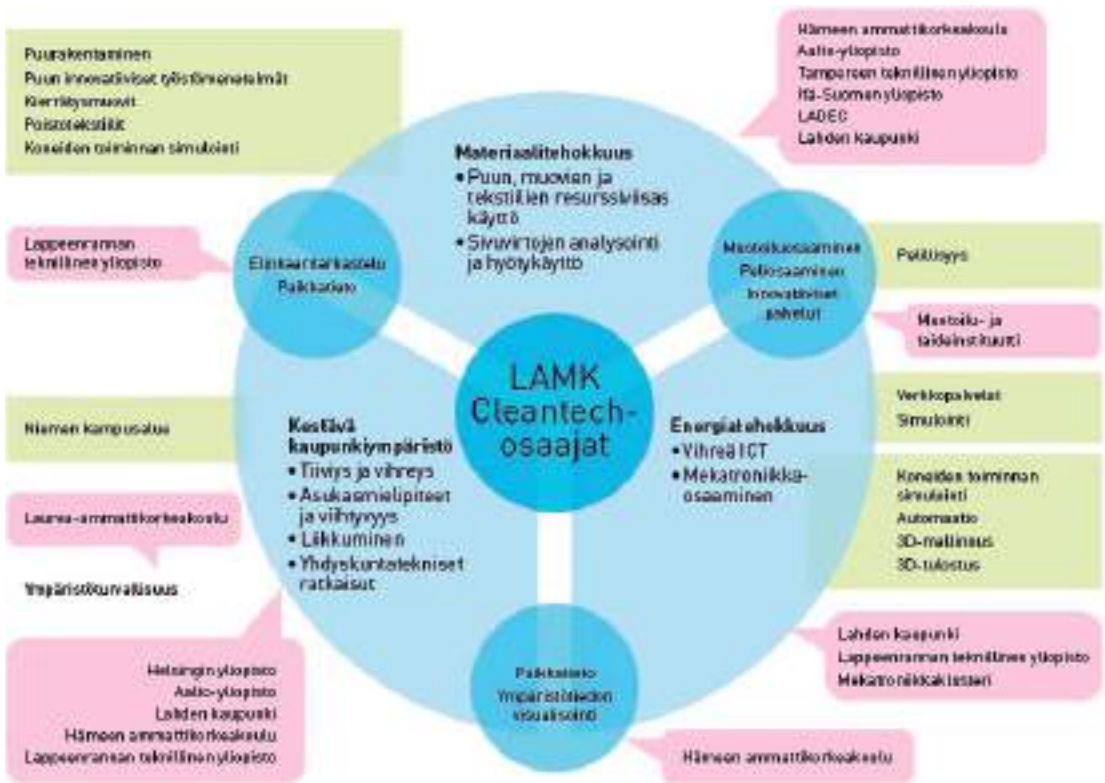 Puurakentaminen
Puun innovatiiviset työstömenetelmät
Kierrätysmuovit
Poistotekstiilit
Koneiden toiminnan simulointi
Hämeen ammattikorkeakoulu
Aalto-yliopisto
Tampereen teknillinen yliopisto
Itä-Suomen yliopisto
LADEC
Lahden kaupunki
Materiaalitehokkuus
• Puun, muovien ja
tekstiilien resurssiviisas
käyttö
• Sivuvirtojen analysointi
ja hyötykäyttö
Lappeenrannan
teknillinen yliopisto
Elinkaaritarkastelu
Paikkatieto
Muotoiluosaaminen
Peliosaaminen
Innovatiiviset
palvelut
Pelillisyys
Muotoilu- ja
taideinstituutti
LAMK
Cleantech-
osaajat
Niemen kampusalue
Kestävä
kaupunkiympäristö
• Tiiviys ja vihreys
• Asukasmielipiteet
ja viihtyvyys
• Liikkuminen
• Yhdyskuntatekniset
ratkaisut
Energiatehokkuus
• Vihreä ICT
• Mekatroniikka-
osaaminen
Verkkopalvelut
Simulointi
Koneiden toiminnan
simulointi
Automaatio
3D-mallinnus
3D-tulostus
Laurea-ammattikorkeakoulu
Ympäristöturvallisuus
Helsingin yliopisto
Aalto-yliopisto
Lahden kaupunki
Hämeen ammattikorkeakoulu
Lappeenrannan teknillinen yliopisto
Paikkatieto
Ympäristötiedon
visualisointi
Lahden kaupunki
Lappeenrannan teknillinen yliopisto
Mekatroniikkaklusteri
Hämeen ammattikorkeakoulu